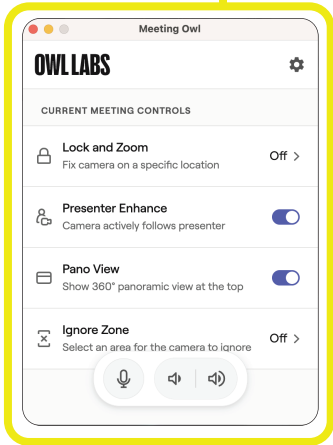 Meeting Owl
OWL LABS
CURRENT MEETING CONTROLS
Lock and Zoom
Fix camera on a specific location
Off
Presenter Enhance
Camera actively follows presenter
Pano View
Show 360° panoramic view at the top
Ignore Zone
Select an area for the camera to ignore
Off